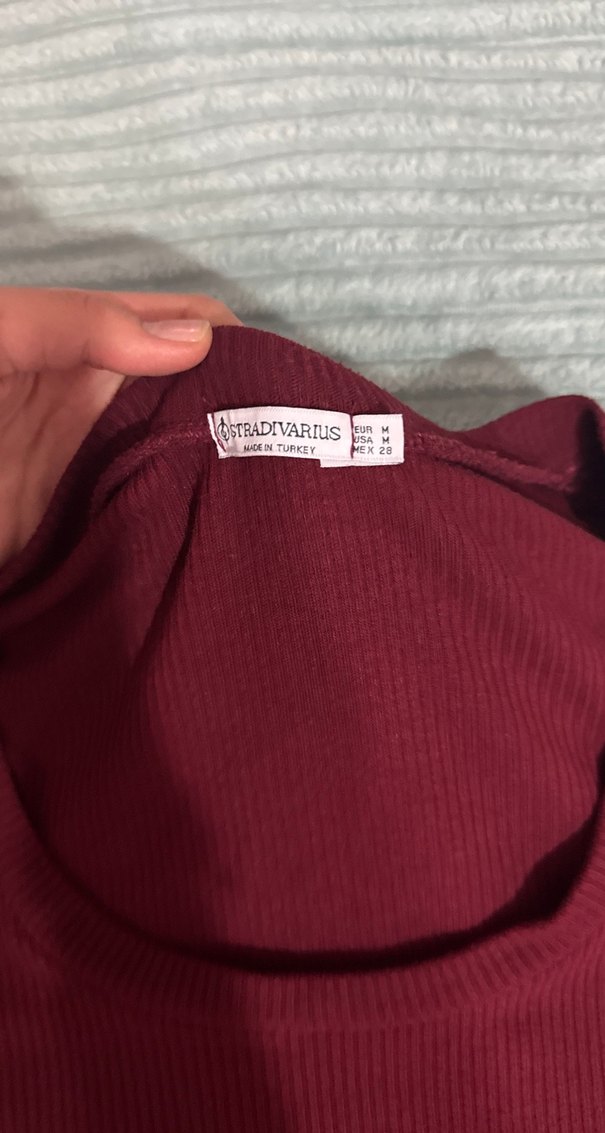 STRADIVARIUS
MADE IN TURKEY
EUR M
USA M
MEX 28